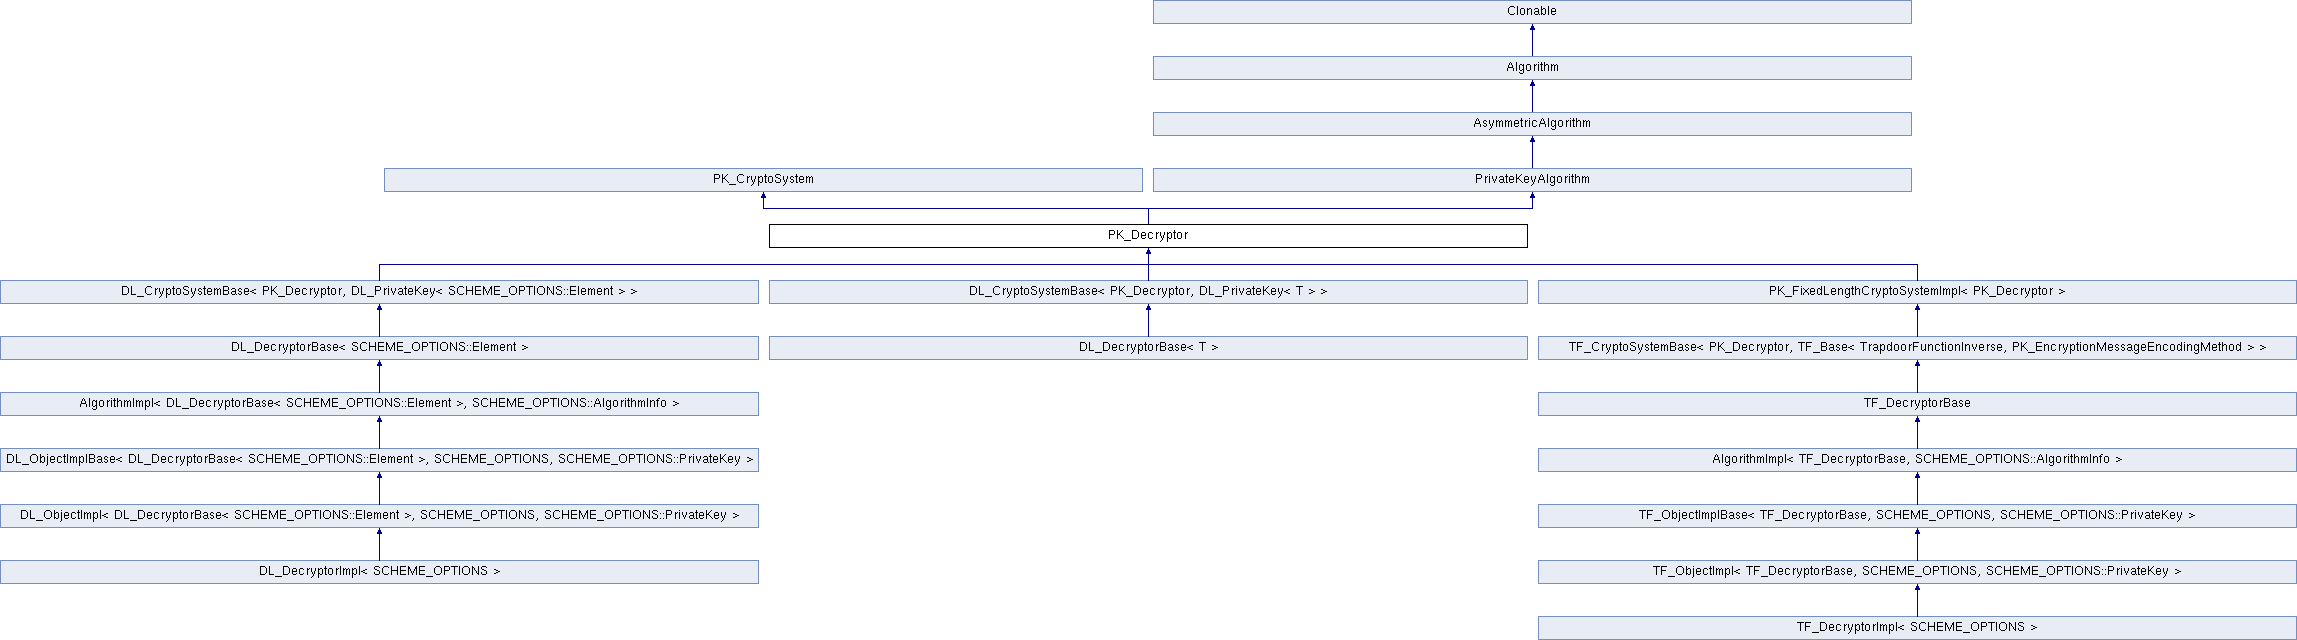 Clonable
Algorithm
AsymmetricAlgorithm
PK_CryptoSystem
PrivateKeyAlgorithm
PK_Decryptor
DL_CryptoSystemBase< PK_Decryptor, DL_PrivateKey< SCHEME_OPTIONS::Element > >
DL_CryptoSystemBase< PK_Decryptor, DL_PrivateKey< T > >
PK_FixedLengthCryptoSystemImpl< PK_Decryptor >
DL_DecryptorBase< SCHEME_OPTIONS::Element >
DL_DecryptorBase< T >
TF_CryptoSystemBase< PK_Decryptor, TF_Base< TrapdoorFunctionInverse, PK_EncryptionMessageEncodingMethod > >
AlgorithmImpl< DL_DecryptorBase< SCHEME_OPTIONS::Element >, SCHEME_OPTIONS::AlgorithmInfo >
TF_DecryptorBase
DL_ObjectImplBase< DL_DecryptorBase< SCHEME_OPTIONS::Element >, SCHEME_OPTIONS, SCHEME_OPTIONS::PrivateKey >
AlgorithmImpl< TF_DecryptorBase, SCHEME_OPTIONS::AlgorithmInfo >
DL_ObjectImpl< DL_DecryptorBase< SCHEME_OPTIONS::Element >, SCHEME_OPTIONS, SCHEME_OPTIONS::PrivateKey >
TF_ObjectImplBase< TF_DecryptorBase, SCHEME_OPTIONS, SCHEME_OPTIONS::PrivateKey >
DL_DecryptorImpl< SCHEME_OPTIONS >
TF_ObjectImpl< TF_DecryptorBase, SCHEME_OPTIONS, SCHEME_OPTIONS::PrivateKey >
TF_DecryptorImpl< SCHEME_OPTIONS >